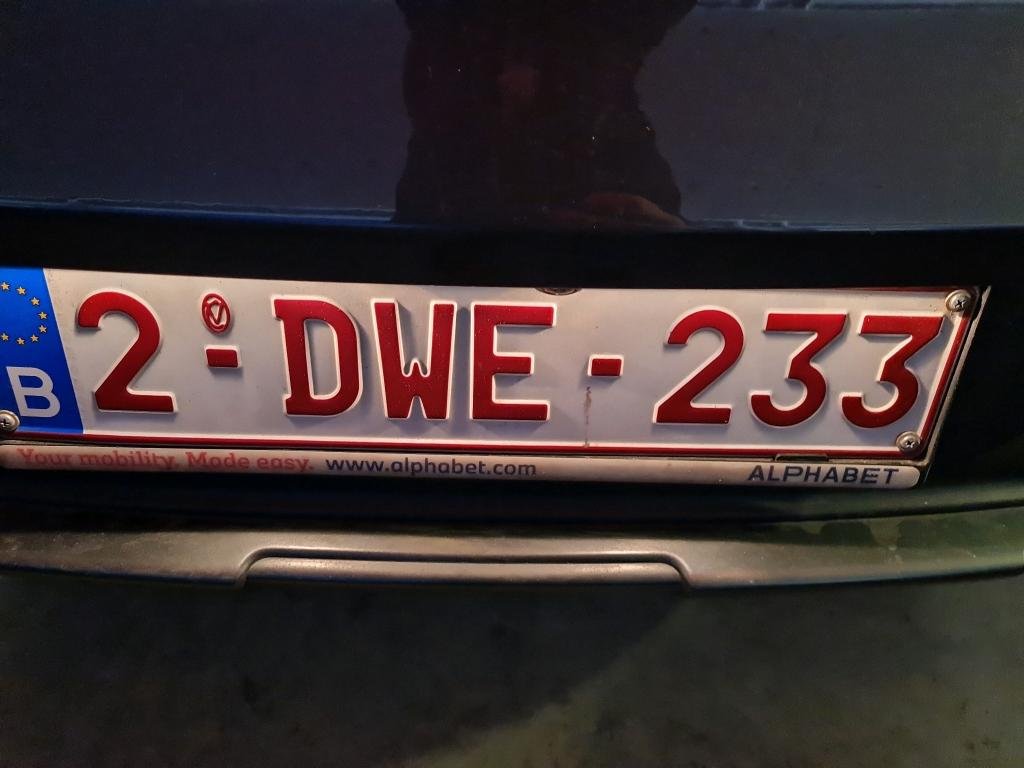 B 2-DWE-233
Your mobility. Made easy. www.alphabet.com ALPHABET